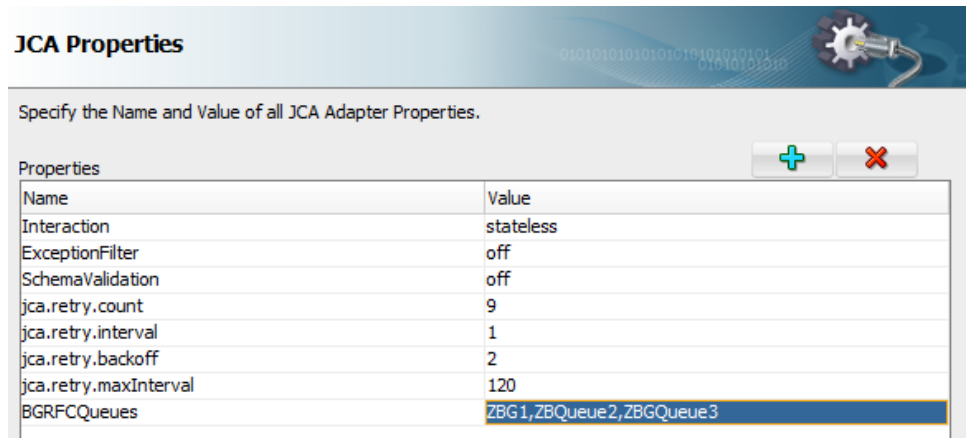 JCA Properties
Specify the Name and Value of all JCA Adapter Properties.
Properties
Name Value
Interaction stateless
ExceptionFilter off
SchemaValidation off
jca.retry.count 9
jca.retry.interval 1
jca.retry.backoff 2
jca.retry.maxInterval 120
BGRFCQueues ZBG1,ZBQueue2,ZBGQueue3